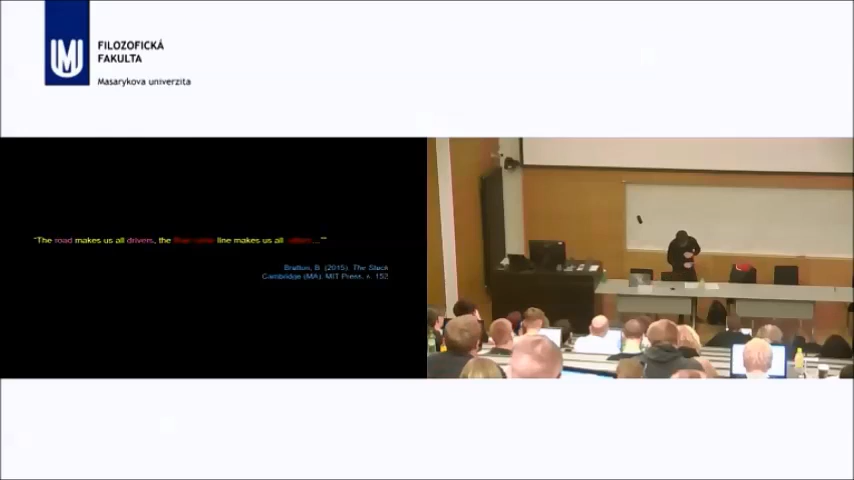 FILOZOFICKÁ
FAKULTA
Masarykova univerzita
"The road makes us all drivers, the line makes us all ..."
Bratton, B. (2015). The Stack
Cambridge (MA): MIT Press. s. 152